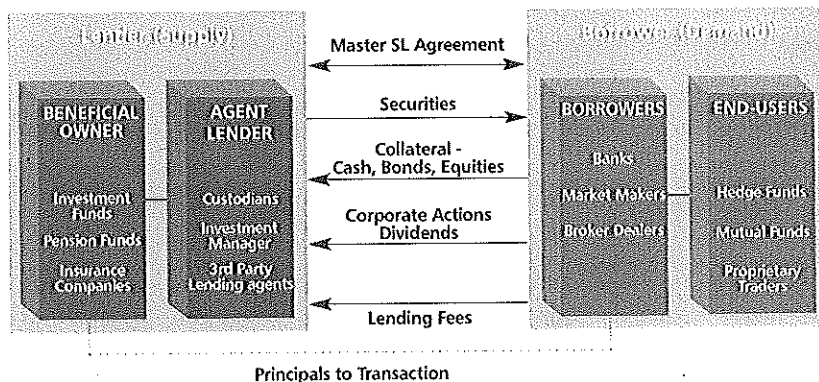 Lender (Supply)
Borrower (Demand)
BENEFICIAL
OWNER
Investment
Funds
Pension Funds
Insurance
Companies
AGENT
LENDER
Custodians
Investment
Manager
3rd Party
Lending agents
Master SL Agreement
Securities
Collateral -
Cash, Bonds, Equities
Corporate Actions
Dividends
Lending Fees
BORROWERS
Banks
Market Makers
Broker Dealers
END-USERS
Hedge Funds
Mutual Funds
Proprietary
Traders
Principals to Transaction